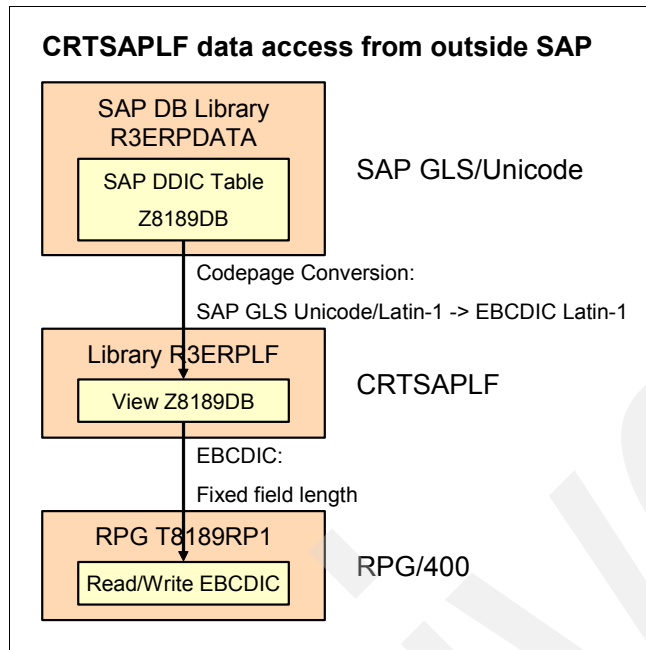 CRTSAPLF data access from outside SAP
SAP DB Library
R3ERPDATA
SAP DDIC Table
Z8189DB
SAP GLS/Unicode
Codepage Conversion:
SAP GLS Unicode/Latin-1 -> EBCDIC Latin-1
Library R3ERPLF
View Z8189DB
CRTSAPLF
EBCDIC:
Fixed field length
RPG T8189RP1
Read/Write EBCDIC
RPG/400